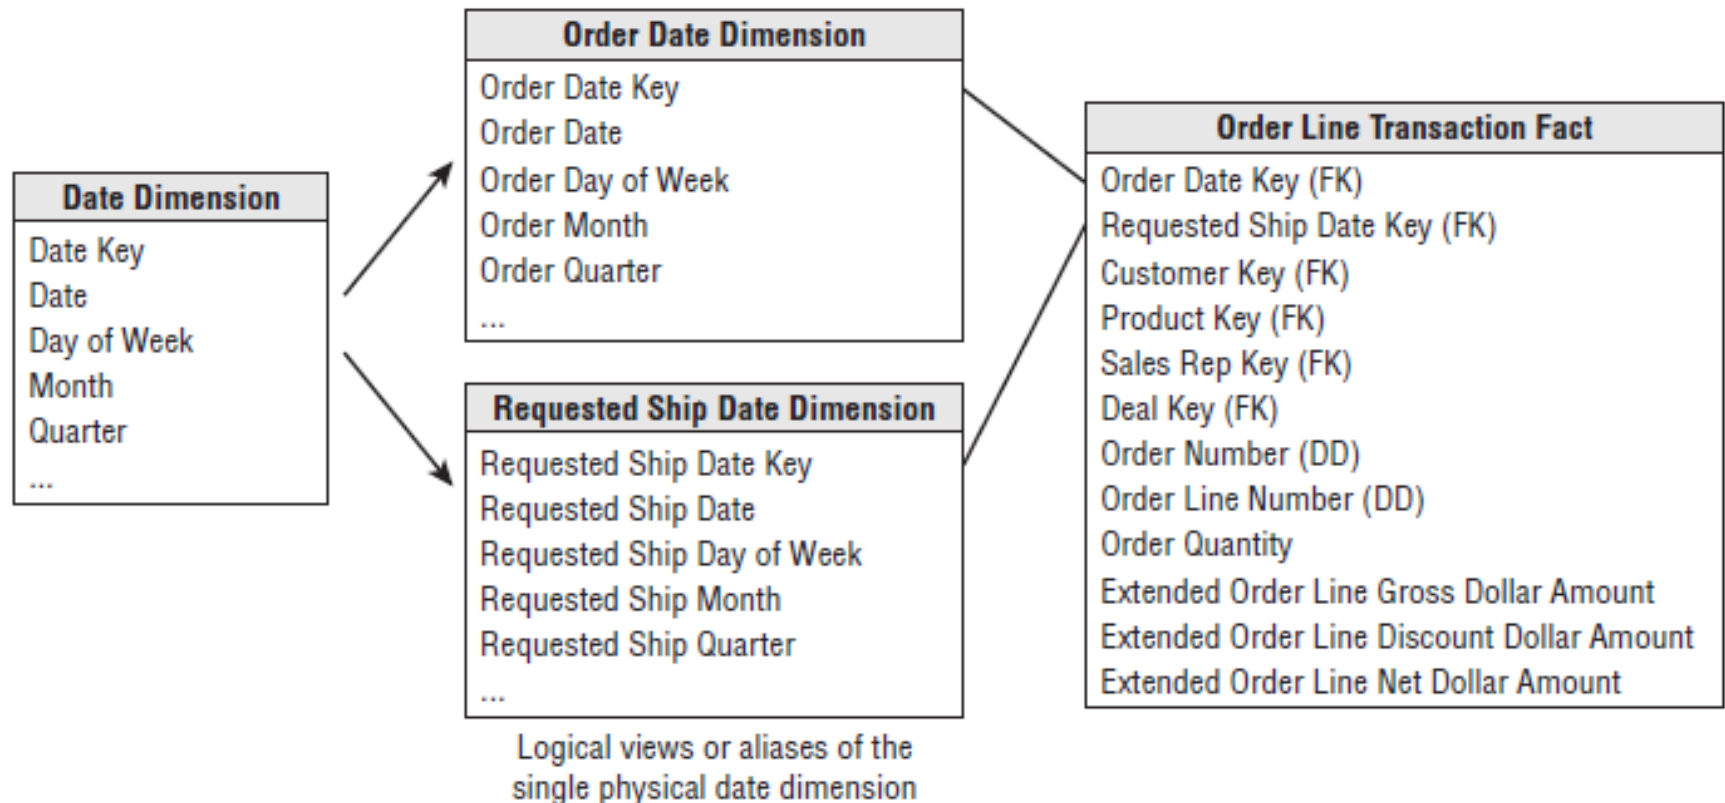 Date Dimension
Date Key
Date
Day of Week
Month
Quarter
...
Order Date Dimension
Order Date Key
Order Date
Order Day of Week
Order Month
Order Quarter
...
Requested Ship Date Dimension
Requested Ship Date Key
Requested Ship Date
Requested Ship Day of Week
Requested Ship Month
Requested Ship Quarter
...
Logical views or aliases of the
single physical date dimension
Order Line Transaction Fact
Order Date Key (FK)
Requested Ship Date Key (FK)
Customer Key (FK)
Product Key (FK)
Sales Rep Key (FK)
Deal Key (FK)
Order Number (DD)
Order Line Number (DD)
Order Quantity
Extended Order Line Gross Dollar Amount
Extended Order Line Discount Dollar Amount
Extended Order Line Net Dollar Amount